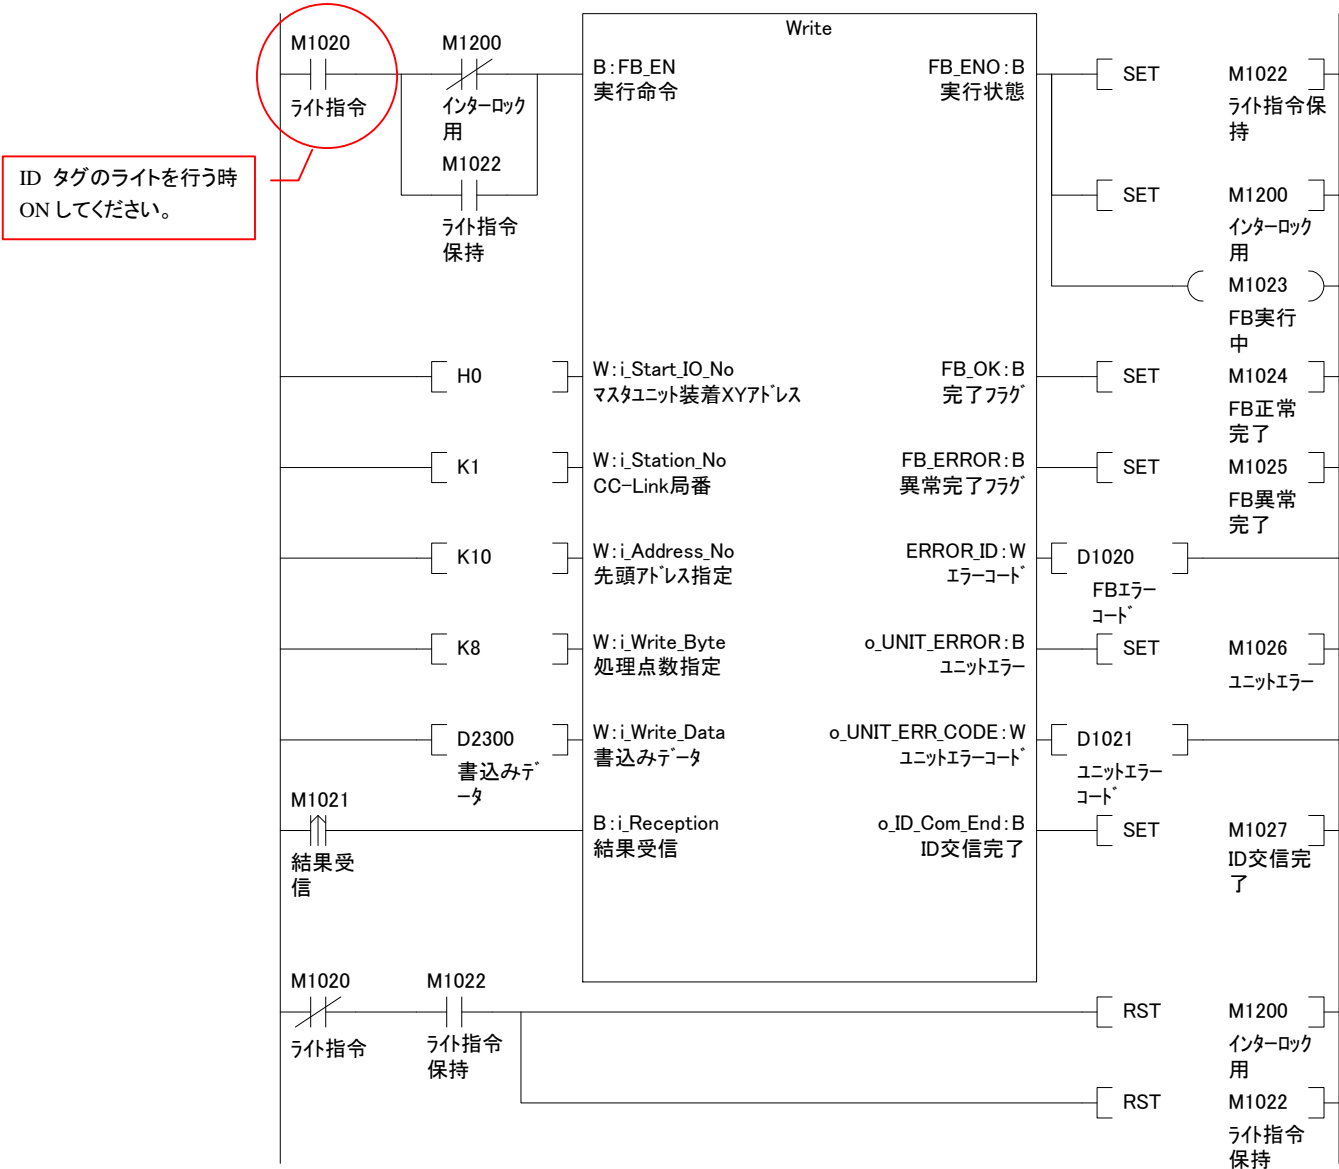 Write
M1020
M1200
B:FB_EN
FB_ENO:B
SET
M1022
実行命令
実行状態
ﾗｲﾄ指令
ｲﾝﾀｰﾛｯｸ
用
ﾗｲﾄ指令保
持
M1022
ﾗｲﾄ指令
保持
ID タグのライトを行う時
ON してください。
SET
M1200
ｲﾝﾀｰﾛｯｸ
用
M1023
FB実行
中
H0
W:i_Start_IO_No
FB_OK:B
SET
M1024
ﾏｽﾀﾕﾆｯﾄ装着XYｱﾄﾞﾚｽ
完了ﾌﾗｸﾞ
FB正常
完了
K1
W:i_Station_No
FB_ERROR:B
SET
M1025
CC-Link局番
異常完了ﾌﾗｸﾞ
FB異常
完了
K10
W:i_Address_No
ERROR_ID:W
D1020
先頭ｱﾄﾞﾚｽ指定
ｴﾗｰｺｰﾄﾞ
FBｴﾗｰ
ｺｰﾄﾞ
K8
W:i_Write_Byte
o_UNIT_ERROR:B
SET
M1026
処理点数指定
ﾕﾆｯﾄｴﾗｰ
ﾕﾆｯﾄｴﾗｰ
D2300
W:i_Write_Data
o_UNIT_ERR_CODE:W
D1021
書込みﾃﾞ
ｰﾀ
書込みﾃﾞｰﾀ
ﾕﾆｯﾄｴﾗｰｺｰﾄﾞ
ﾕﾆｯﾄｴﾗｰ
ｺｰﾄﾞ
M1021
B:i_Reception
o_ID_Com_End:B
SET
M1027
結果受
信
結果受信
ID交信完了
ID交信完
了
M1020
M1022
RST
M1200
ﾗｲﾄ指令
ﾗｲﾄ指令
保持
ｲﾝﾀｰﾛｯｸ
用
RST
M1022
ﾗｲﾄ指令
保持